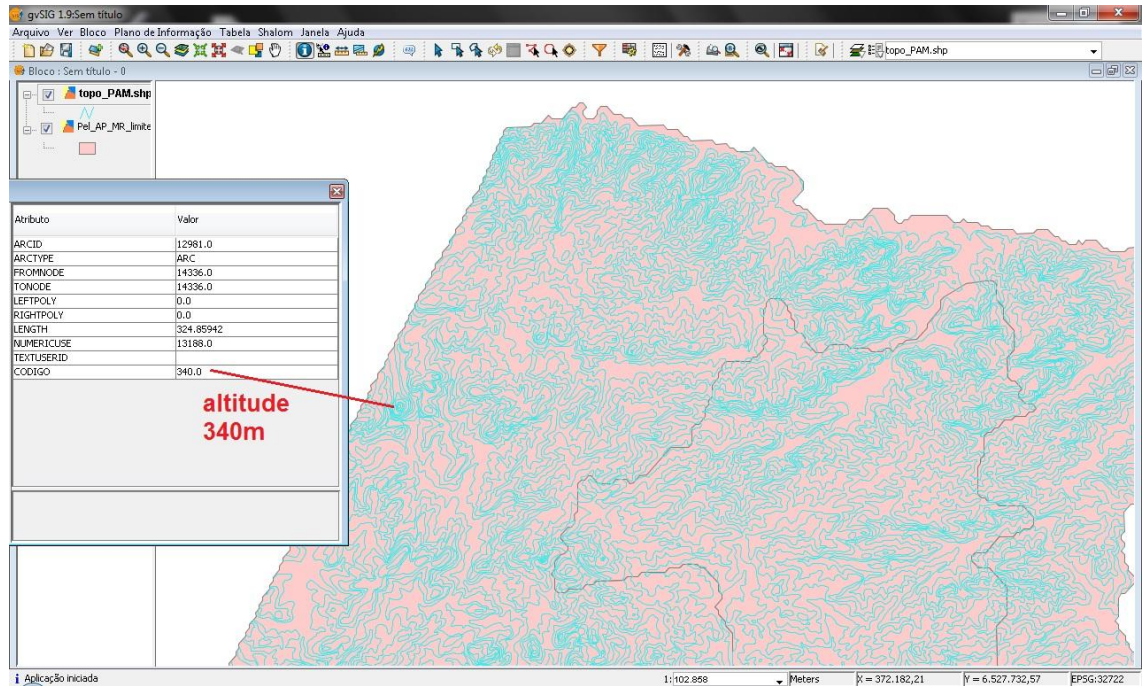 gvSIG 1.9:Sem título
Arquivo Ver Bloco Plano de Informação Tabela Shalom Janela Ajuda
topo_PAM.shp
Bloco : Sem título - 0
topo_PAM.shp
Pel_AP_MR_limite
Atributo Valor
ARCID 12981.0
ARCTYPE ARC
FROMNODE 14336.0
TONODE 14336.0
LEFTPOLY 0.0
RIGHTPOLY 0.0
LENGTH 324.85942
NUMERICUSE 13188.0
TEXTUSERID
CODIGO 340.0
altitude
340m
Aplicação iniciada 1: 102.858 Meters X = 372.182,21 Y = 6.527.732,57 EPSG:32722